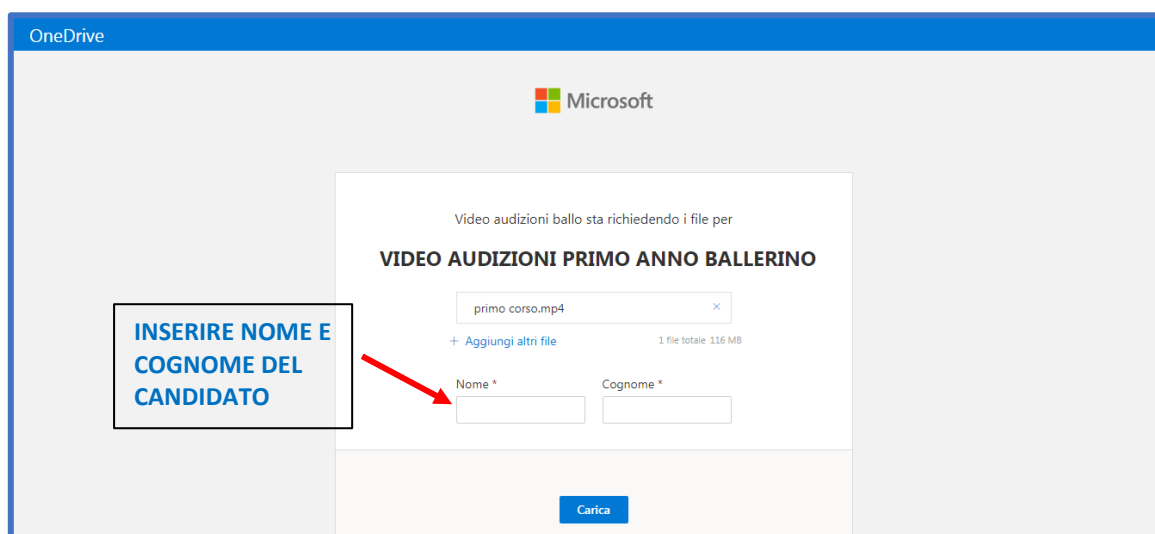 OneDrive
Microsoft
Video audizioni ballo sta richiedendo i file per
VIDEO AUDIZIONI PRIMO ANNO BALLERINO
primo corso.mp4 ×
+ Aggiungi altri file 1 file totale 116 MB
INSERIRE NOME E
COGNOME DEL
CANDIDATO
Nome * Cognome *
Carica